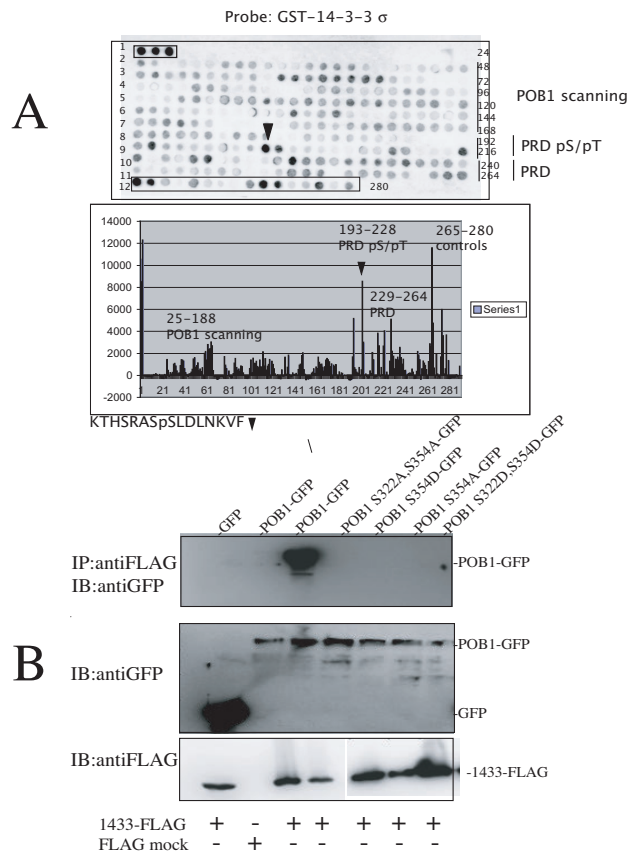 Probe: GST-14-3-3 σ
A
1
2
3
4
5
6
7
8
9
10
11
12
24
48
72
96
120
144
168
192
216
240
264
280
POB1 scanning
PRD pS/pT
PRD
14000
12000
10000
8000
6000
4000
2000
0
-2000
193-228
PRD pS/pT
265-280
controls
229-264
PRD
25-188
POB1 scanning
Series1
1 21 41 61 81 101 121 141 161 181 201 221 241 261 281
KTHSRASpSLDLNKVF
-GFP
-POB1-GFP
-POB1-GFP
-POB1 S322A,S354A-GFP
-POB1 S354D-GFP
-POB1 S354A-GFP
-POB1 S322D,S354D-GFP
IP:antiFLAG
IB:antiGFP
-POB1-GFP
B
IB:antiGFP
-POB1-GFP
-GFP
IB:antiFLAG
-1433-FLAG
1433-FLAG + - + + + + +
FLAG mock - + - - - - -